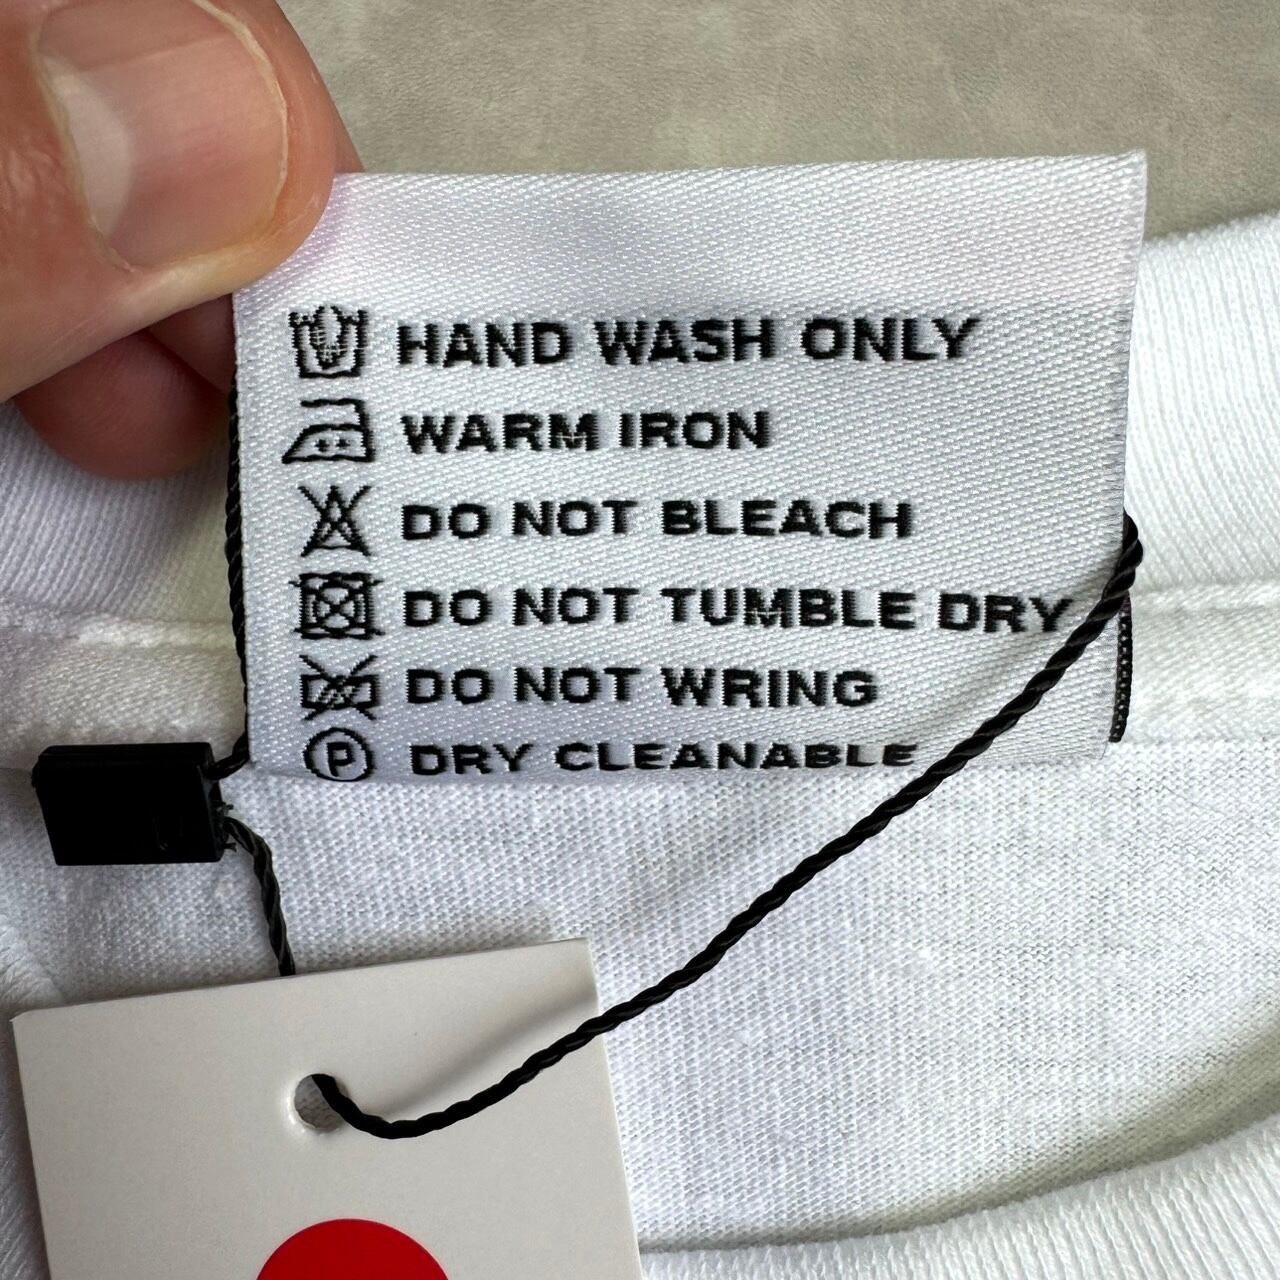 HAND WASH ONLY
WARM IRON
DO NOT BLEACH
DO NOT TUMBLE DRY
DO NOT WRING
P DRY CLEANABLE